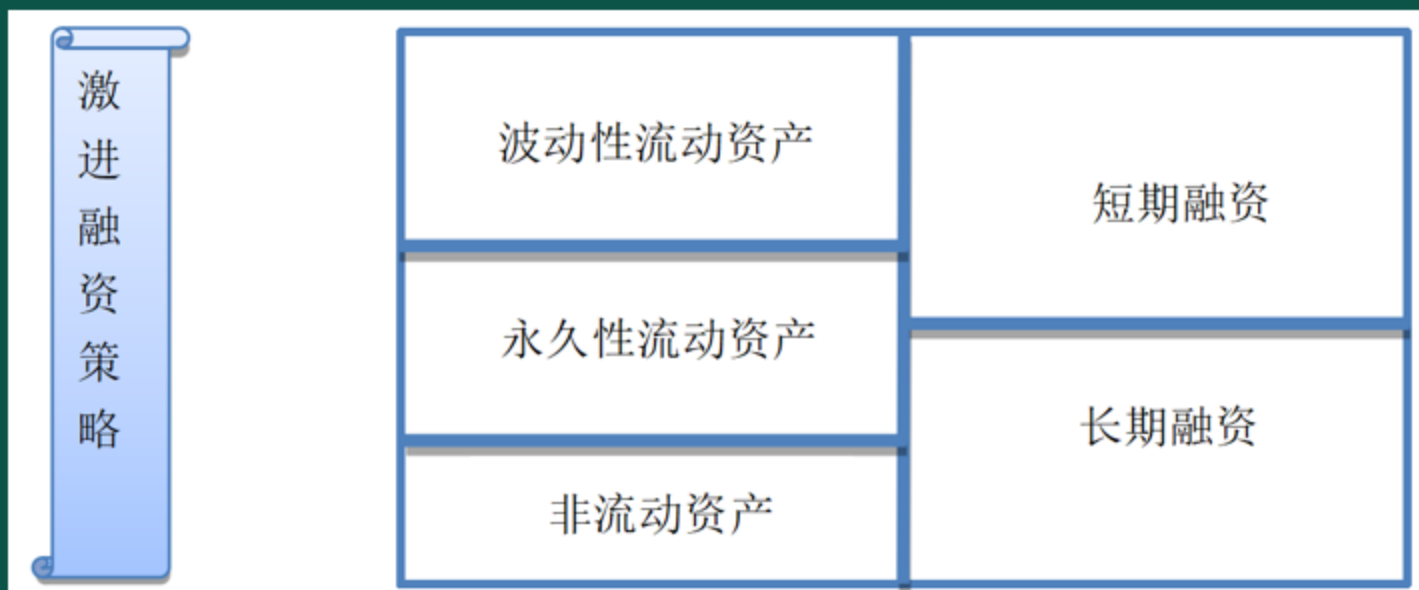 激进融资策略
波动性流动资产
永久性流动资产
非流动资产
短期融资
长期融资